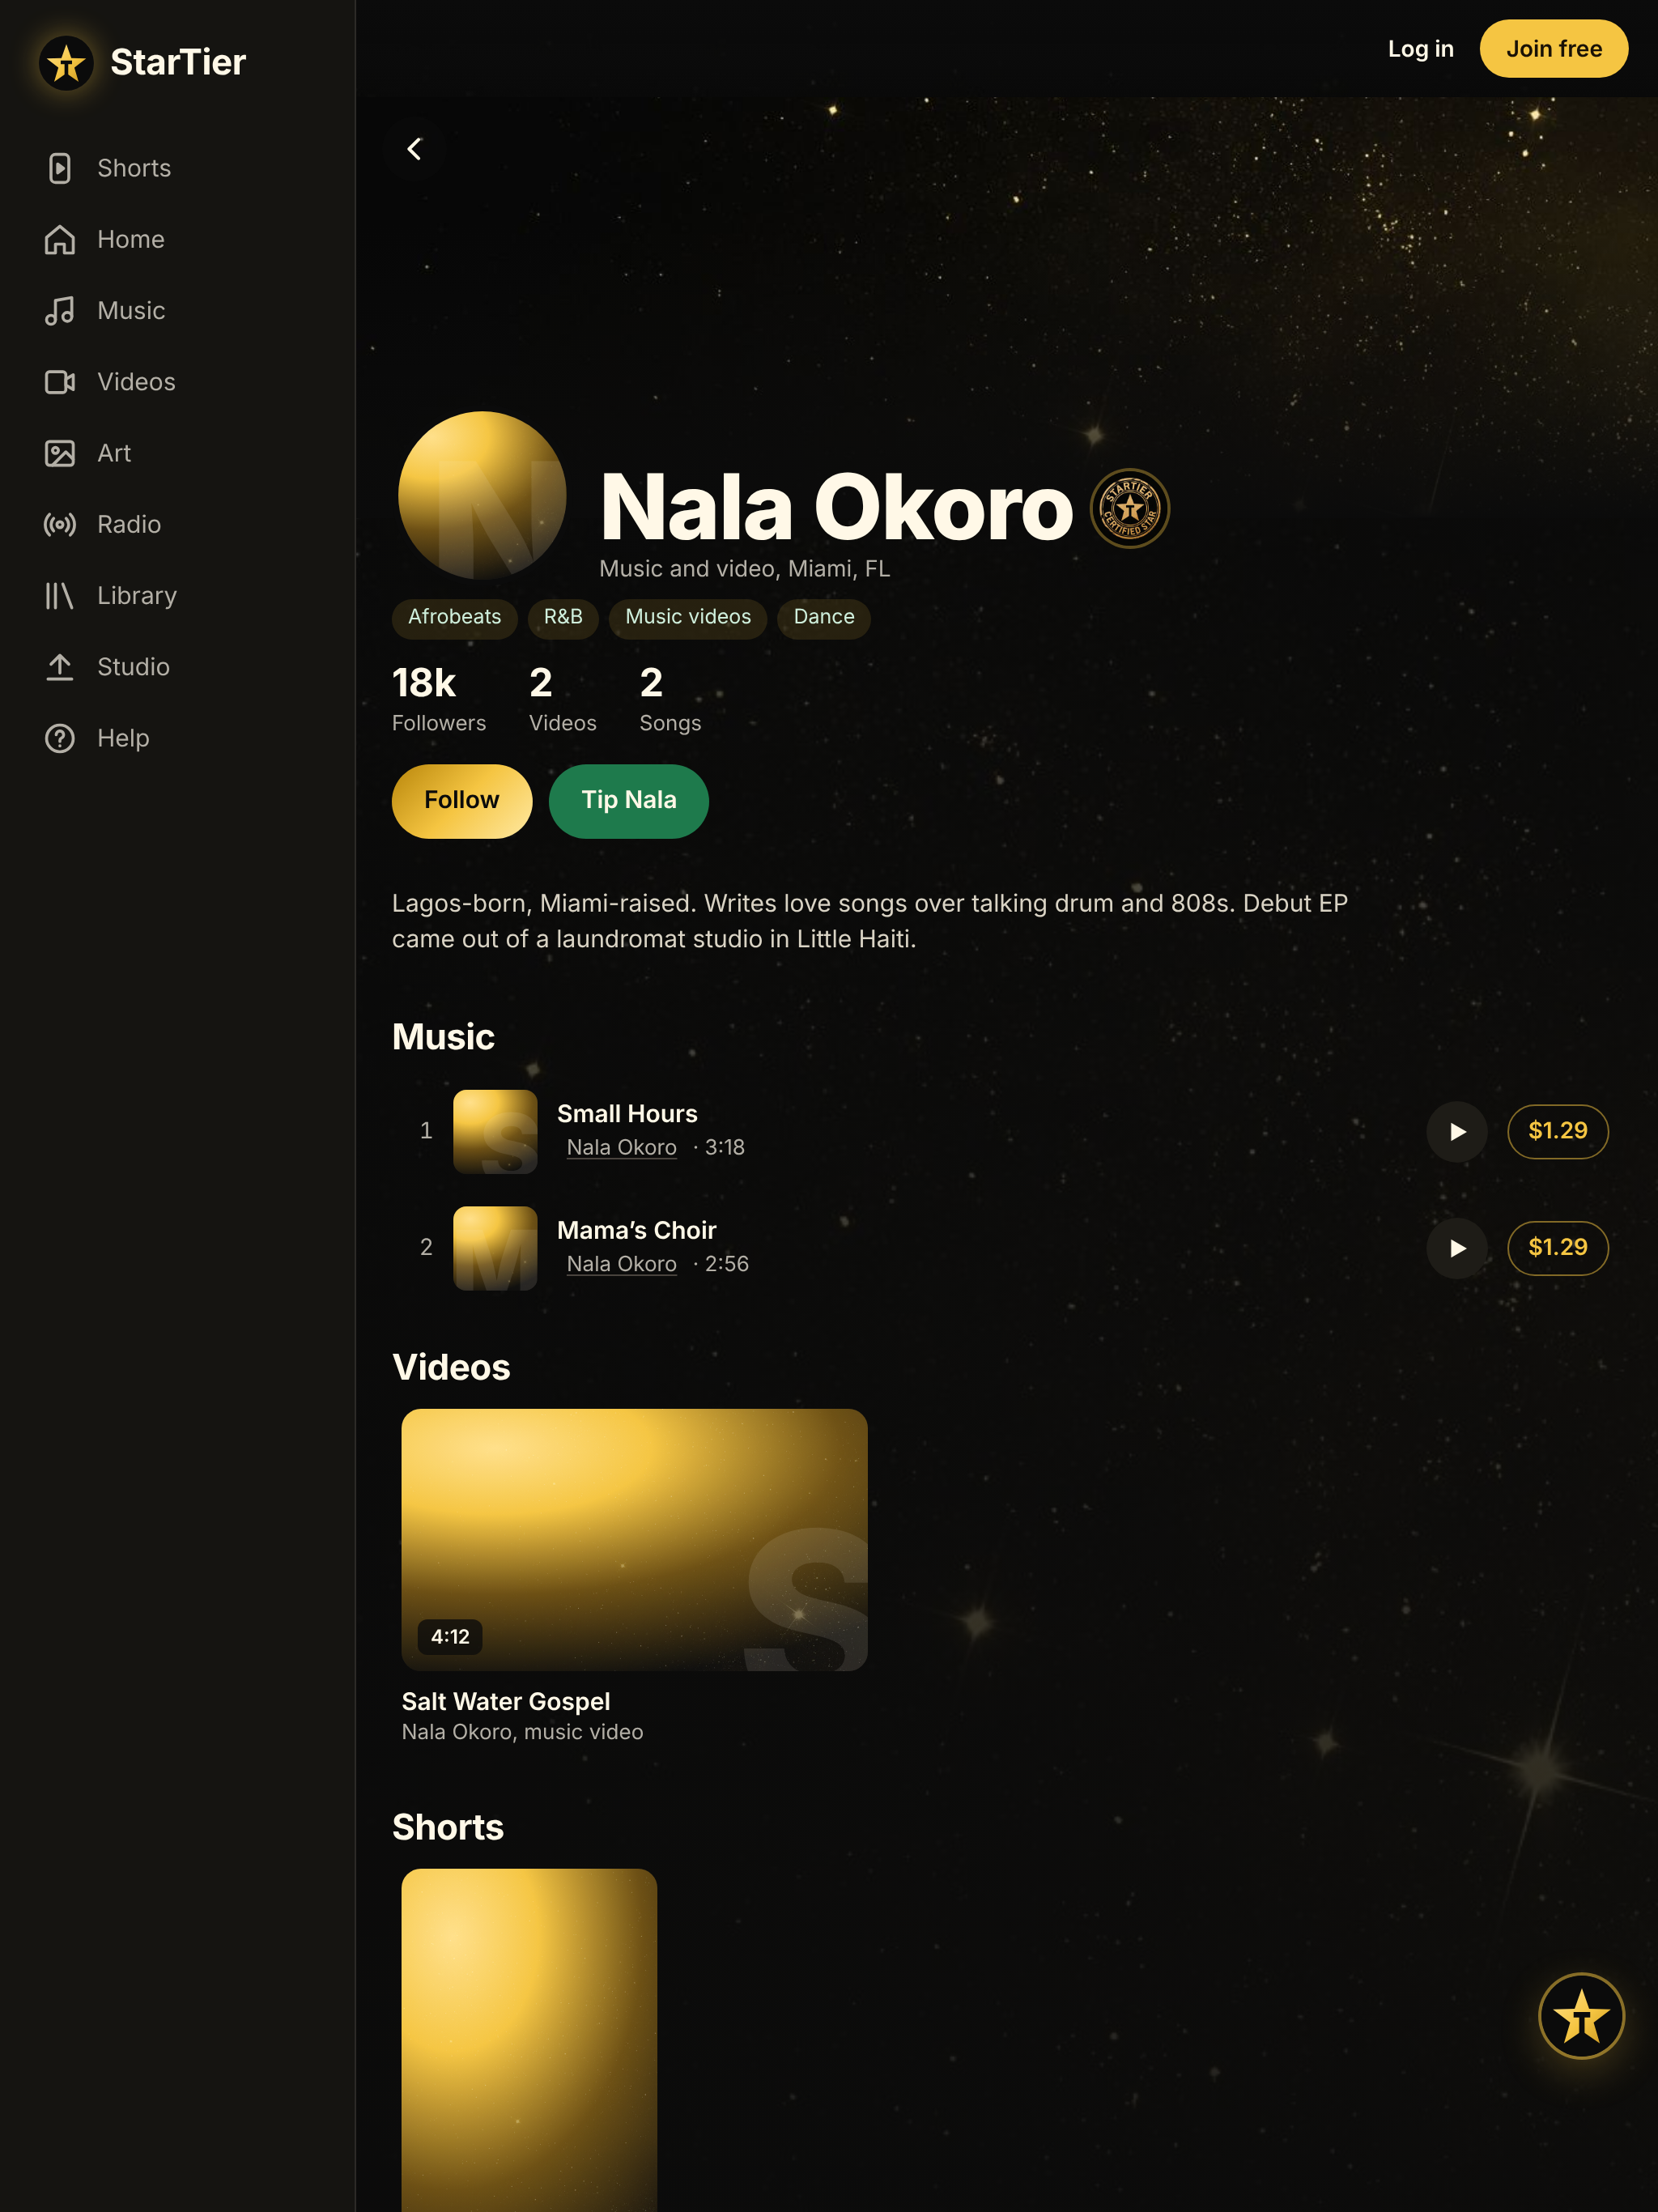 StarTier
Log in
Join free
Shorts
Home
Music
Videos
Art
Radio
Library
Studio
Help
N
Nala Okoro
STARTIER
CERTIFIED STAR
Music and video, Miami, FL
Afrobeats
R&B
Music videos
Dance
18k
2
2
Followers
Videos
Songs
Follow
Tip Nala
Lagos-born, Miami-raised. Writes love songs over talking drum and 808s. Debut EP
came out of a laundromat studio in Little Haiti.
Music
1
S
Small Hours
Nala Okoro · 3:18
$1.29
2
M
Mama’s Choir
Nala Okoro · 2:56
$1.29
Videos
S
4:12
Salt Water Gospel
Nala Okoro, music video
Shorts